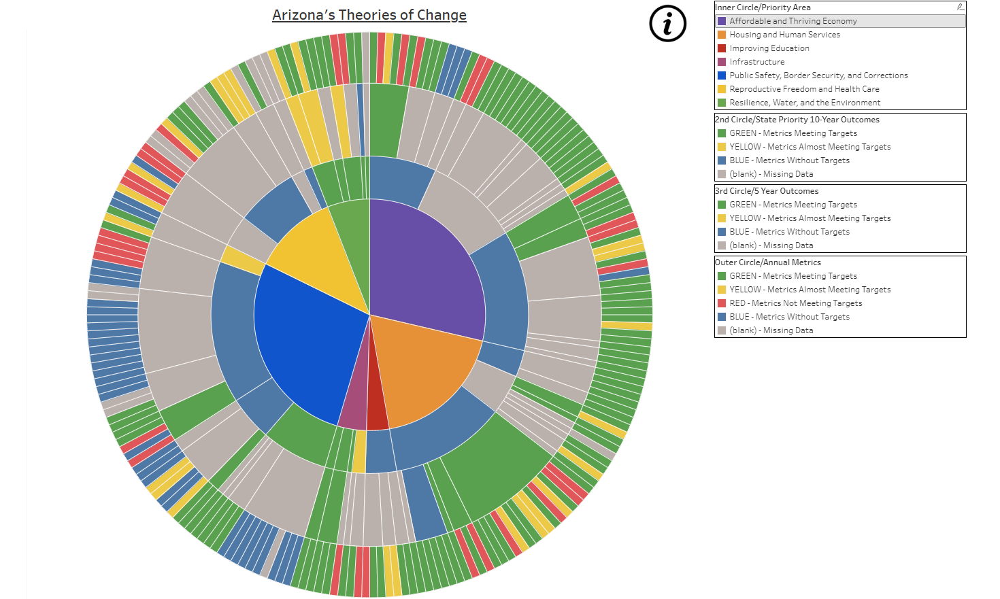 Arizona's Theories of Change
i
Inner Circle/Priority Area
Affordable and Thriving Economy
Housing and Human Services
Improving Education
Infrastructure
Public Safety, Border Security, and Corrections
Reproductive Freedom and Health Care
Resilience, Water, and the Environment
2nd Circle/State Priority 10-Year Outcomes
GREEN - Metrics Meeting Targets
YELLOW - Metrics Almost Meeting Targets
BLUE - Metrics Without Targets
(blank) - Missing Data
3rd Circle/5 Year Outcomes
GREEN - Metrics Meeting Targets
YELLOW - Metrics Almost Meeting Targets
BLUE - Metrics Without Targets
(blank) - Missing Data
Outer Circle/Annual Metrics
GREEN - Metrics Meeting Targets
YELLOW - Metrics Almost Meeting Targets
RED - Metrics Not Meeting Targets
BLUE - Metrics Without Targets
(blank) - Missing Data